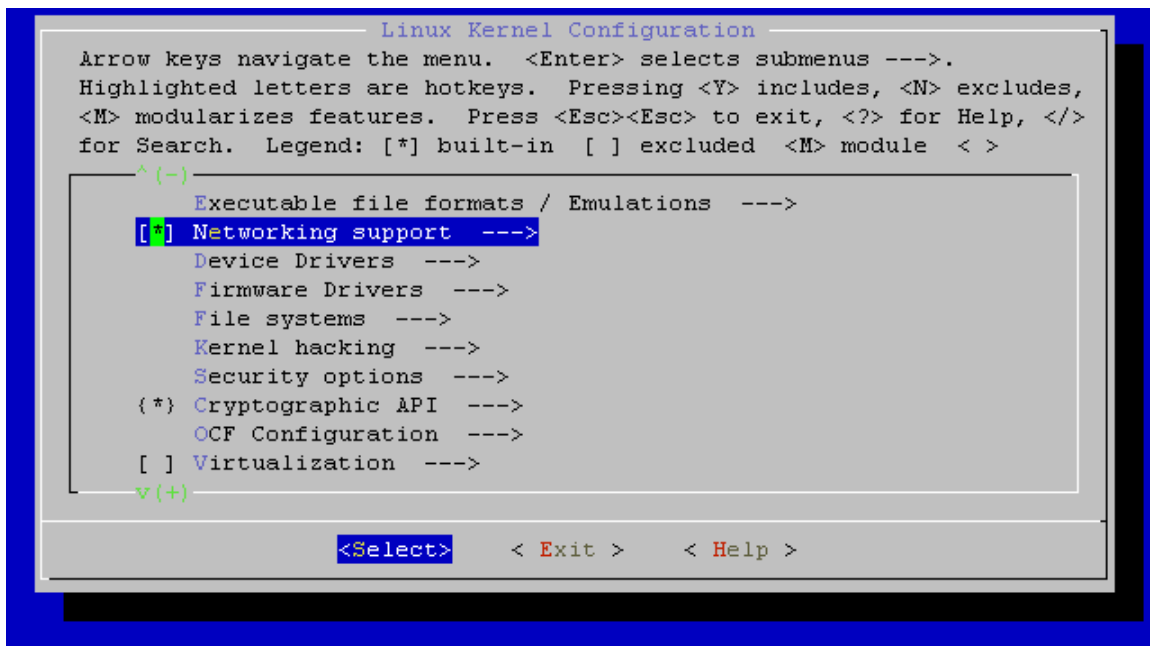 Linux Kernel Configuration
Arrow keys navigate the menu.  <Enter> selects submenus --->.
Highlighted letters are hotkeys.  Pressing <Y> includes, <N> excludes,
<M> modularizes features.  Press <Esc><Esc> to exit, <?> for Help, </>
for Search.  Legend: [*] built-in  [ ] excluded  <M> module  < >
^(-)
Executable file formats / Emulations  --->
[*] Networking support  --->
Device Drivers  --->
Firmware Drivers  --->
File systems  --->
Kernel hacking  --->
Security options  --->
{*} Cryptographic API  --->
OCF Configuration  --->
[ ] Virtualization  --->
v(+)
<Select>    < Exit >    < Help >